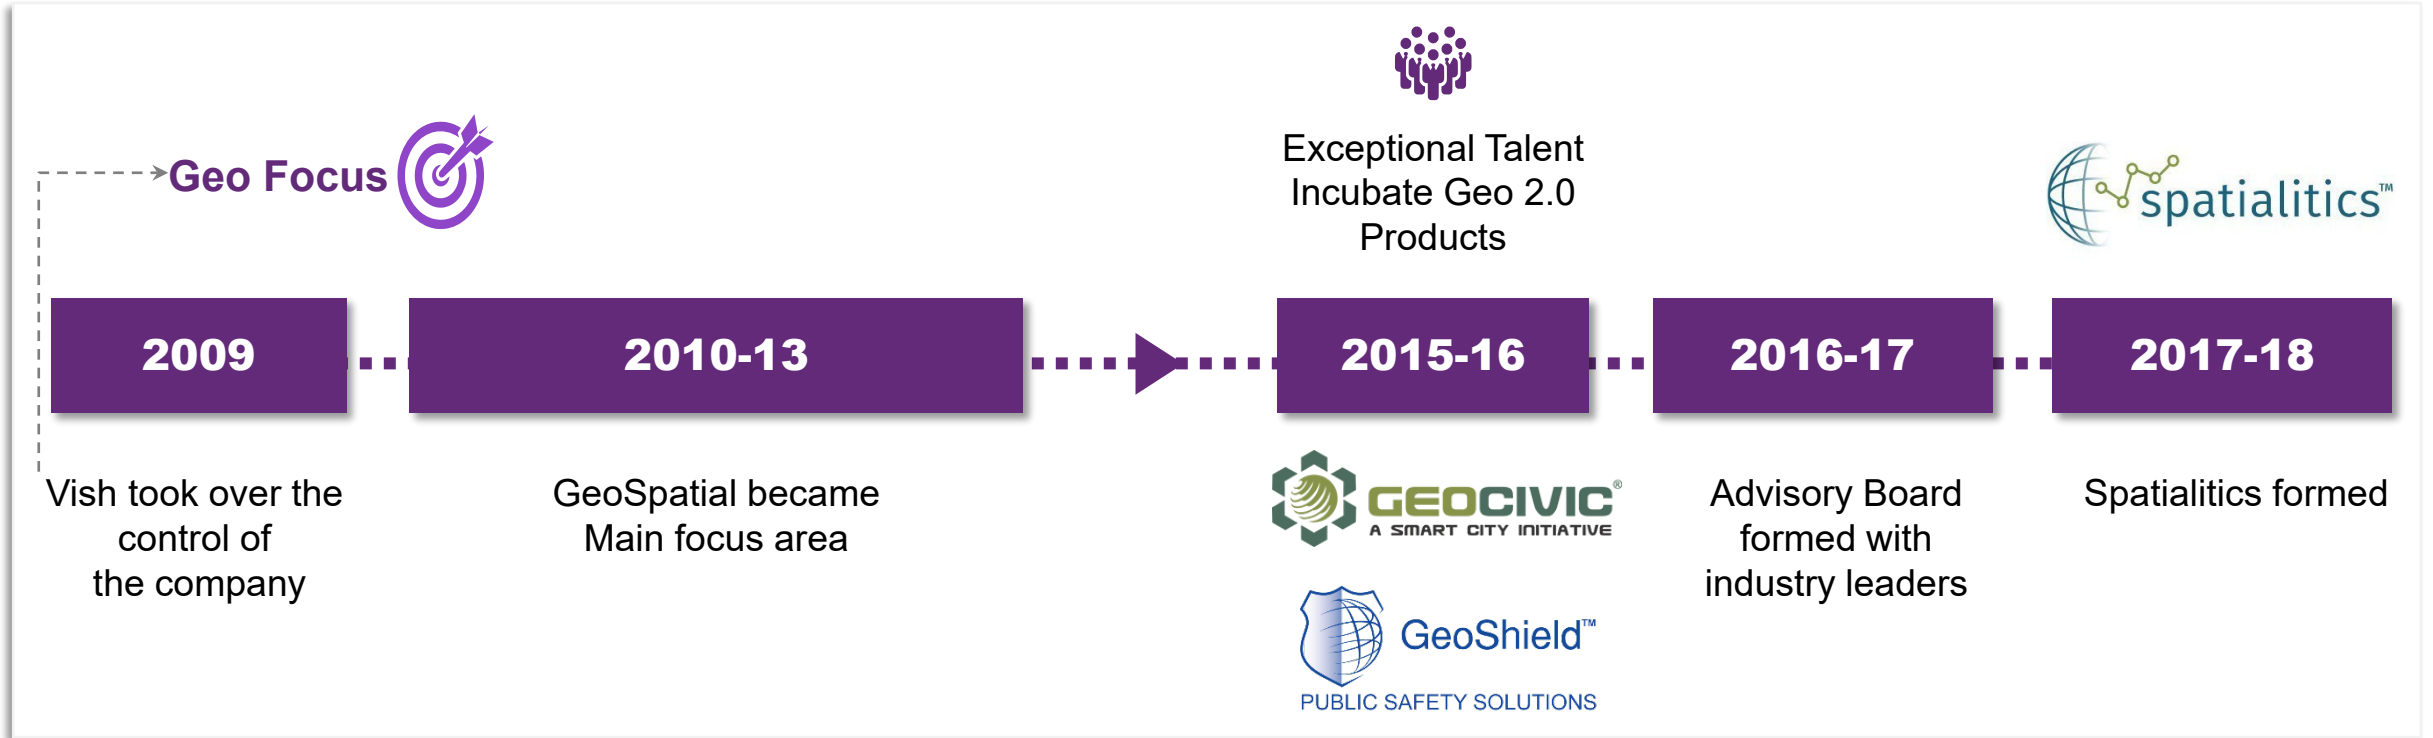 Geo Focus
Exceptional Talent
Incubate Geo 2.0
Products
spatialitics™
2009
2010-13
2015-16
2016-17
2017-18
Vish took over the
control of
the company
GeoSpatial became
Main focus area
GEOCIVIC®
A SMART CITY INITIATIVE
GeoShield™
PUBLIC SAFETY SOLUTIONS
Advisory Board
formed with
industry leaders
Spatialitics formed